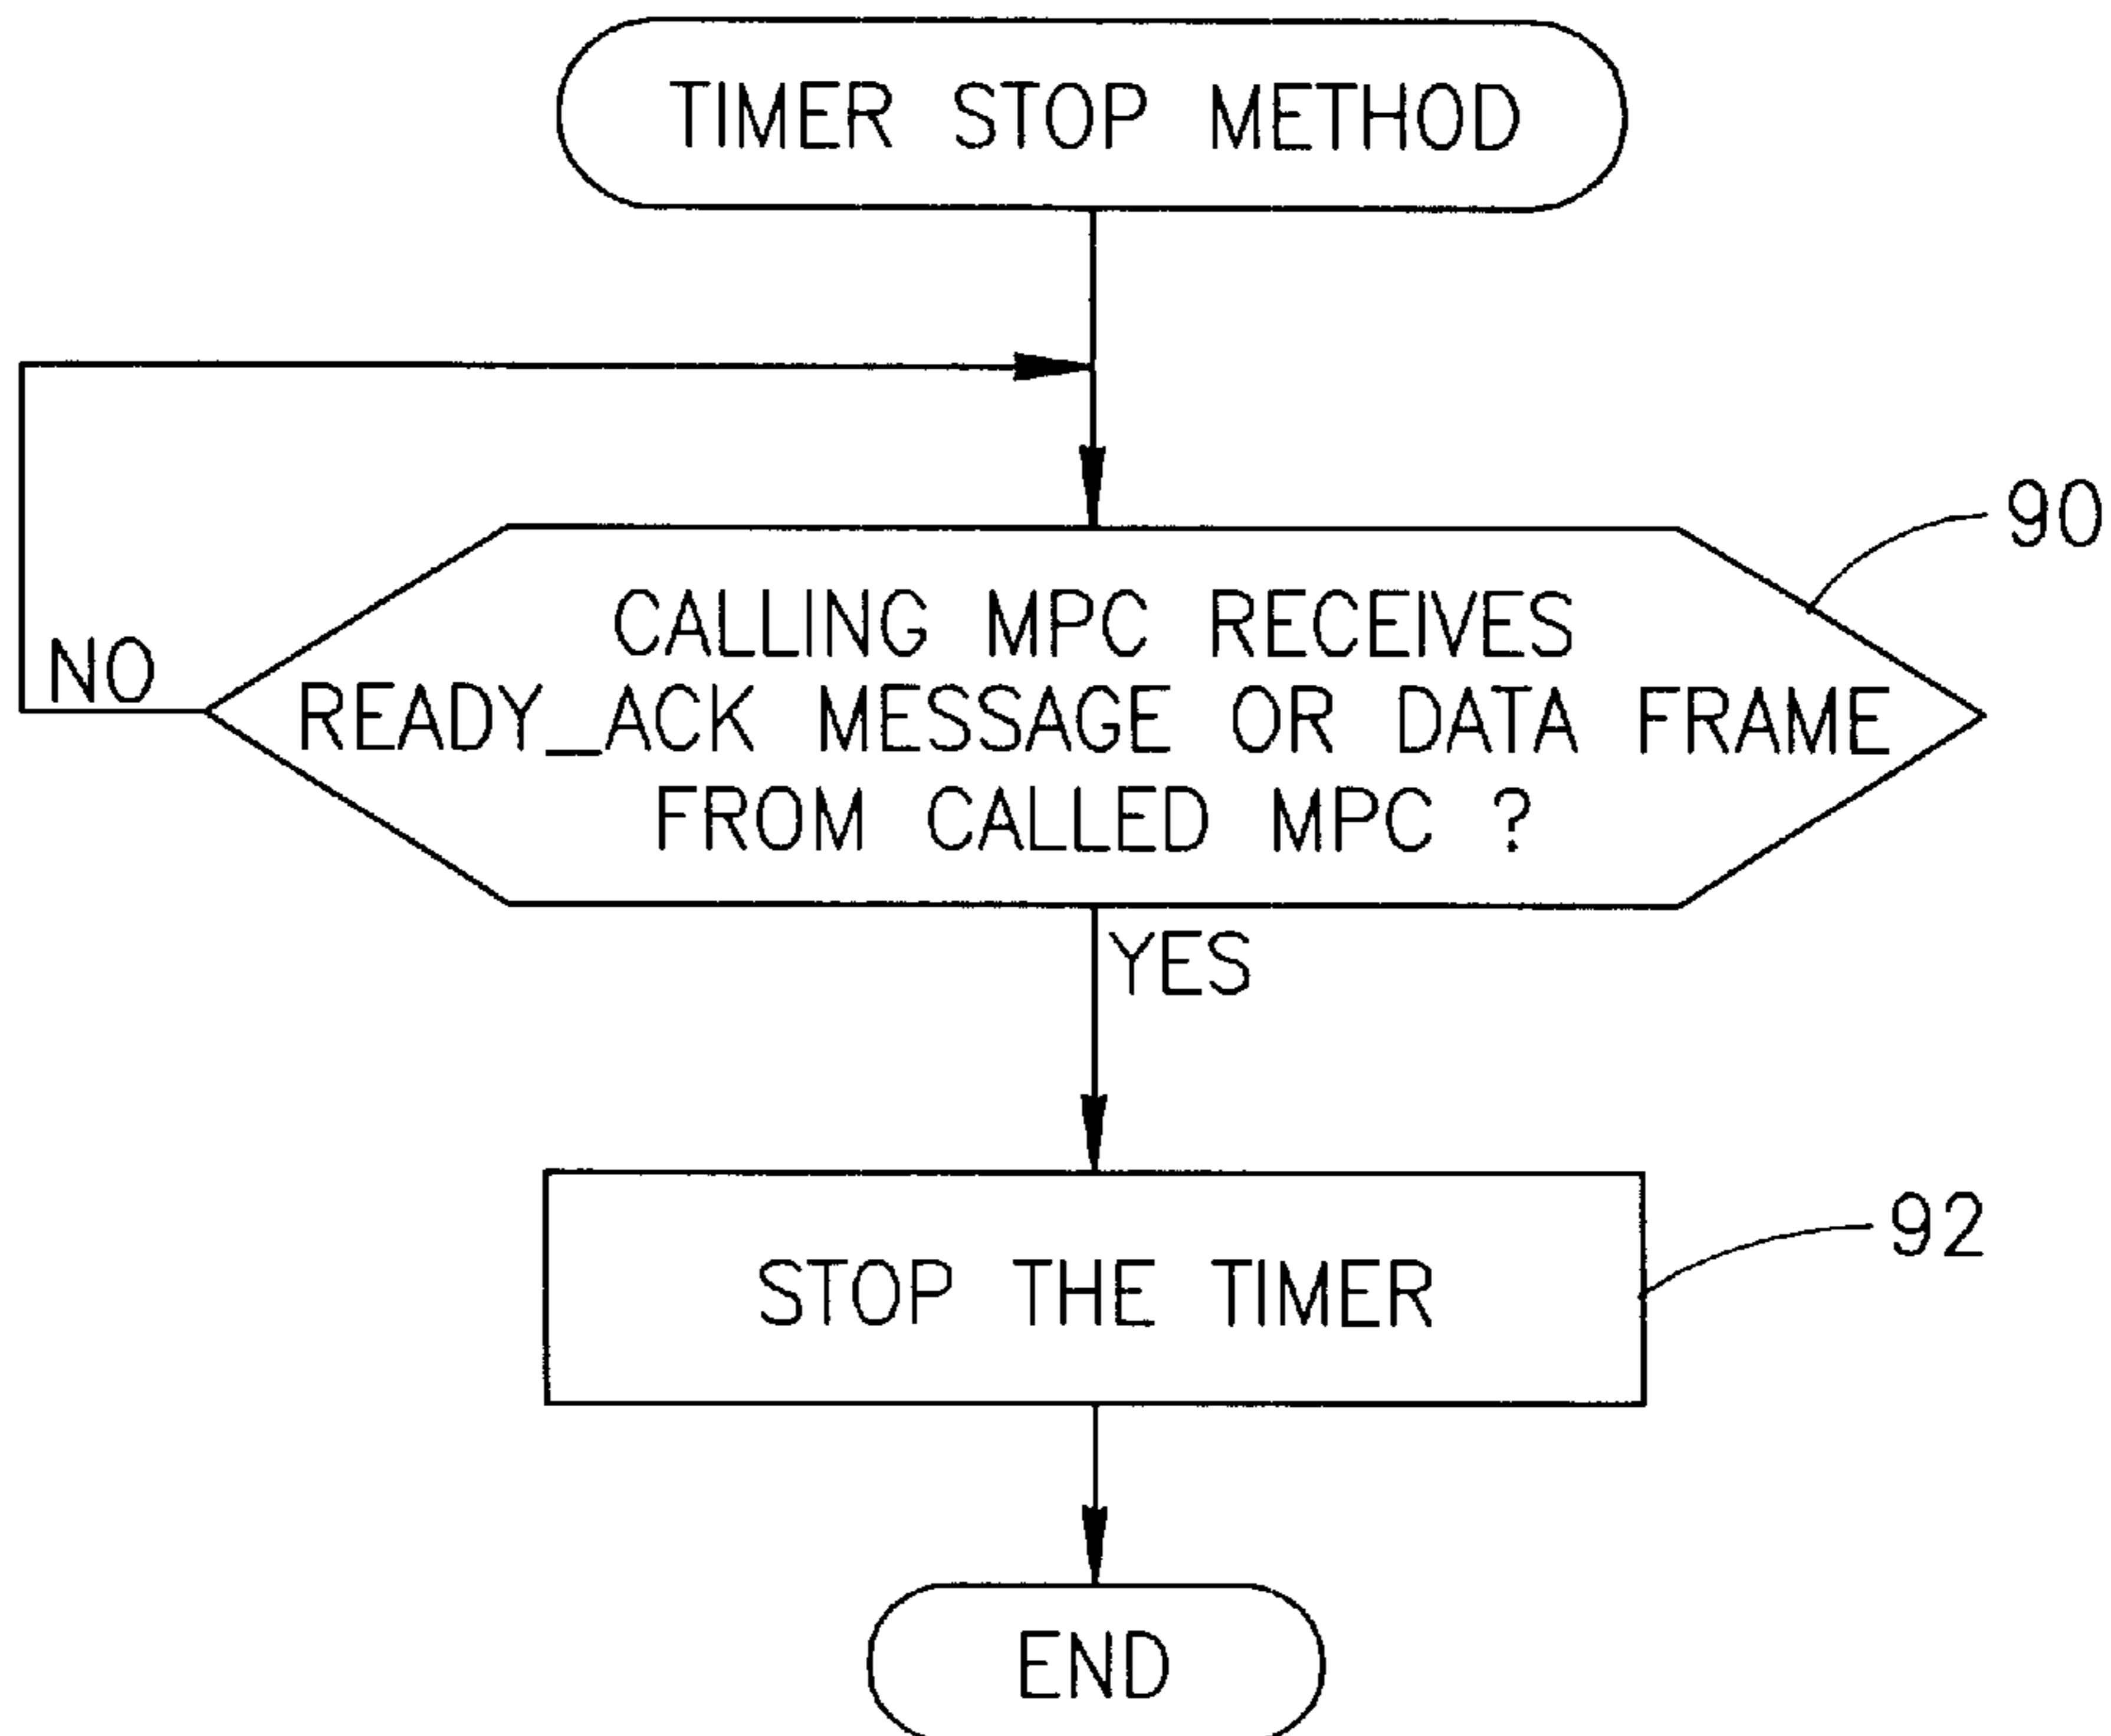 TIMER STOP METHOD
90
CALLING MPC RECEIVES
NO
READY_ACK MESSAGE OR DATA FRAME
FROM CALLED MPC ?
YES
92
STOP THE TIMER
END